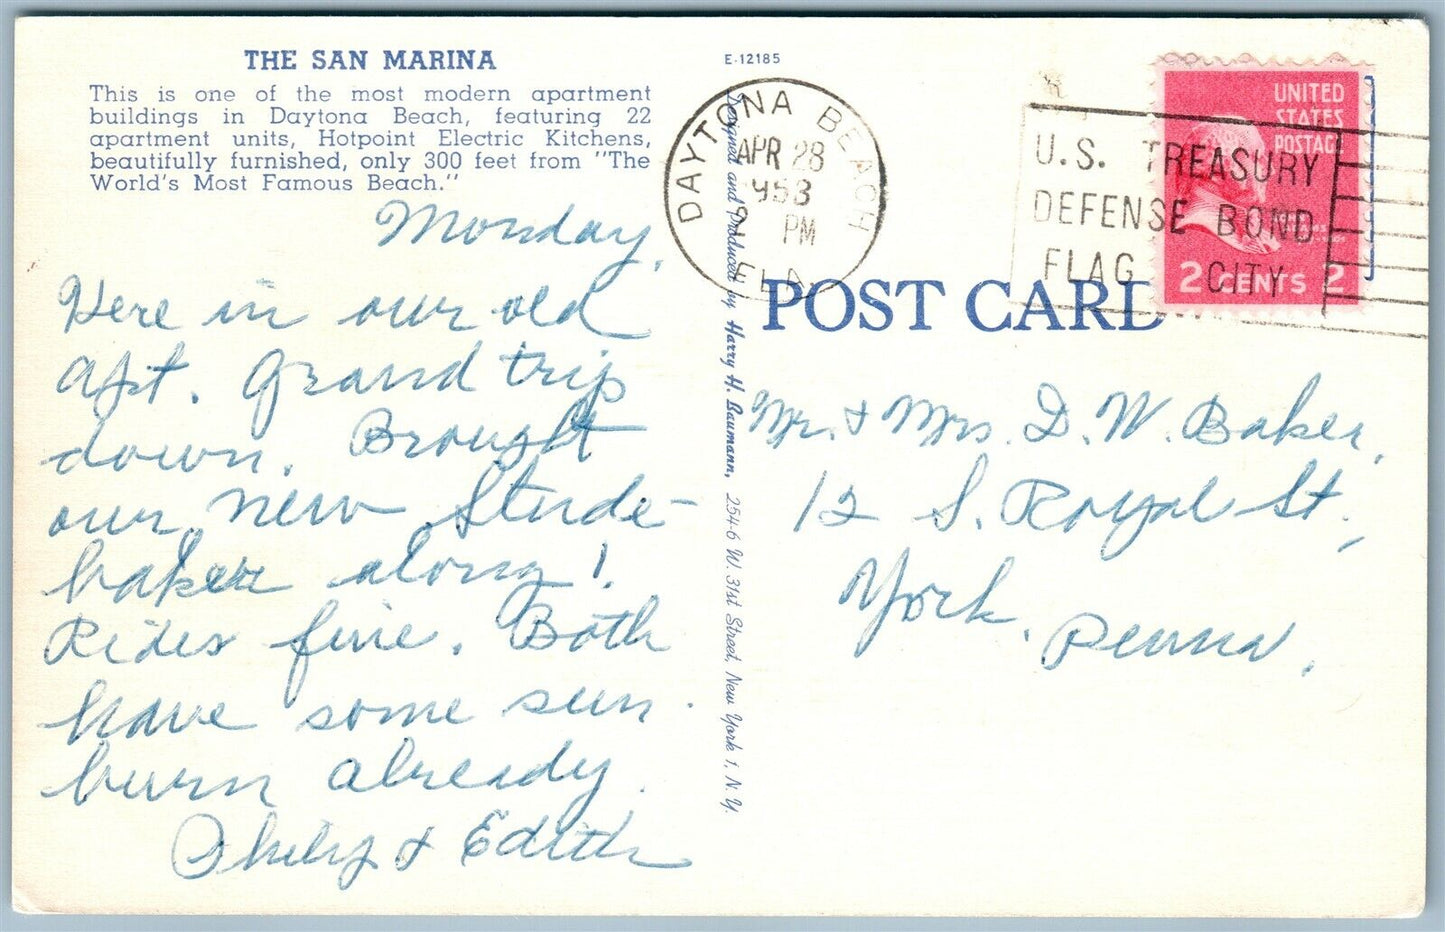 THE SAN MARINA
This is one of the most modern apartment
buildings in Daytona Beach, featuring 22
apartment units, Hotpoint Electric Kitchens,
beautifully furnished, only 300 feet from "The
World's Most Famous Beach."
Monday,
Here in our old
apt. Grand trip
down. Brought
our new Stude-
baker along!
Rides fine. Both
have some sun
burn already.
& Edith
E-12185
Designed and Produced by Harry H. Baumann, 254-6 W. 31st Street, New York 1, N.Y.
DAYTONA BEACH
APR 28
1953
PM
FLA
U.S. TREASURY
DEFENSE BOND
FLAG CITY
UNITED
STATES
POSTAGE
2 CENTS 2
POST CARD
Mr. & Mrs. D. W. Baker,
12 S. Royal St.,
York, Penna.